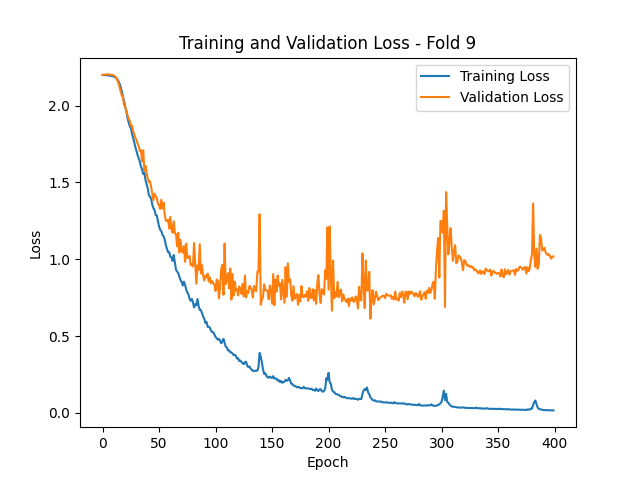 Training and Validation Loss - Fold 9
Training Loss
Validation Loss
Loss
2.0
1.5
1.0
0.5
0.0
0 50 100 150 200 250 300 350 400
Epoch